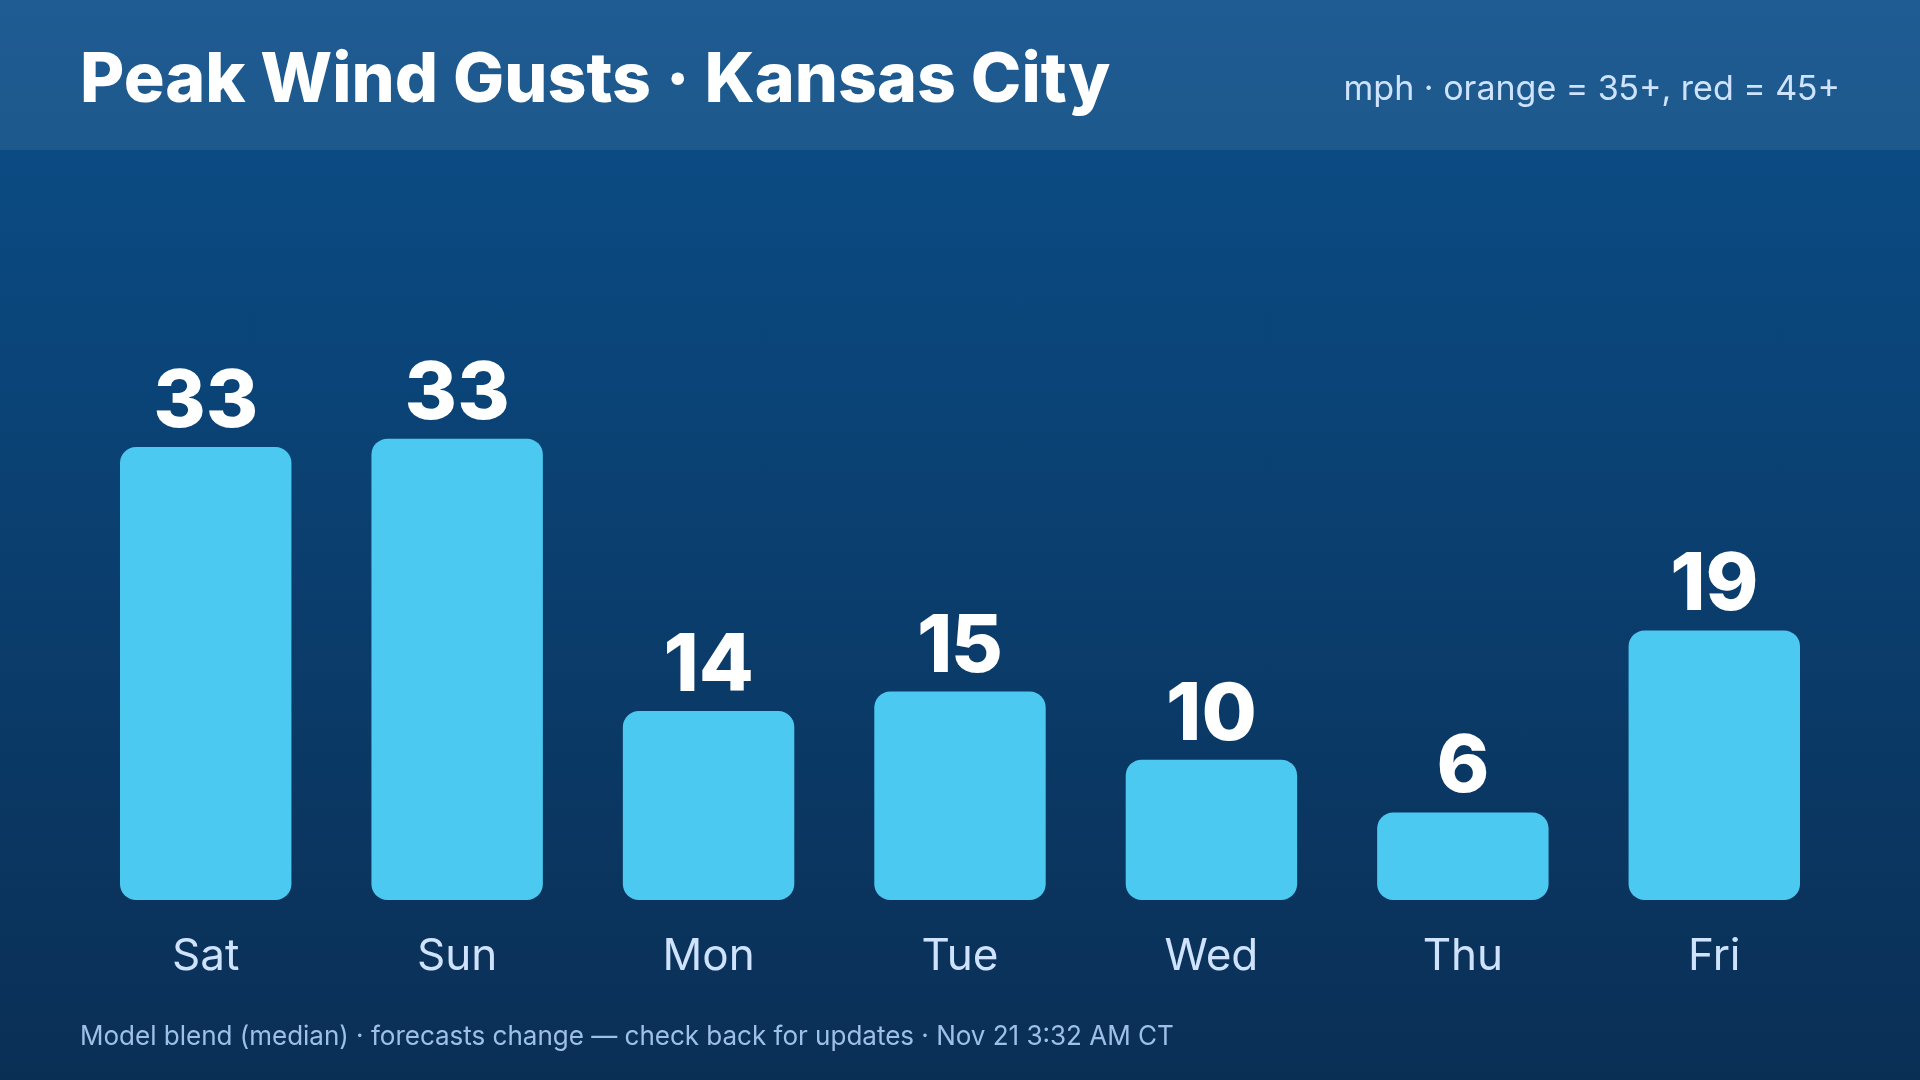 Peak Wind Gusts · Kansas City
mph · orange = 35+, red = 45+
33
33
14
15
10
6
19
Sat
Sun
Mon
Tue
Wed
Thu
Fri
Model blend (median) · forecasts change — check back for updates · Nov 21 3:32 AM CT